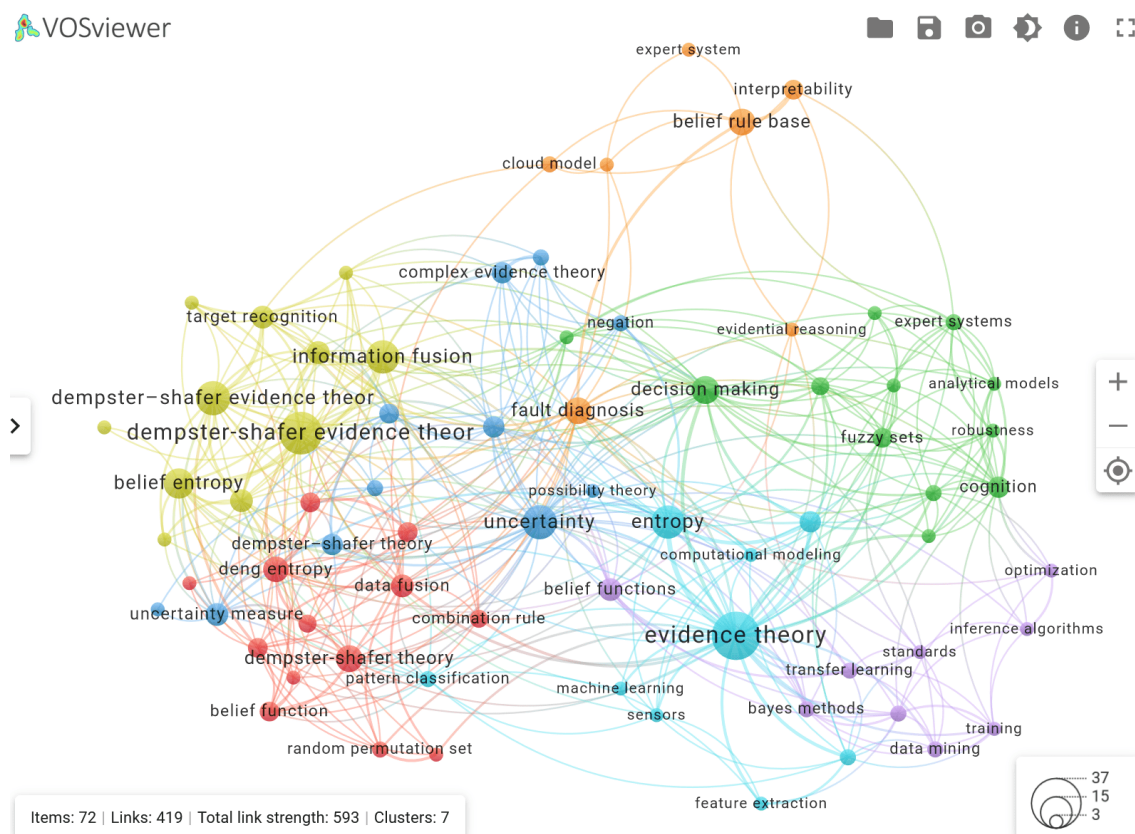 VOSviewer
expert system
interpretability
belief rule base
cloud model
complex evidence theory
target recognition
negation
evidential reasoning
expert systems
information fusion
decision making
analytical models
dempster–shafer evidence theor
fault diagnosis
dempster-shafer evidence theor
fuzzy sets
robustness
belief entropy
possibility theory
cognition
uncertainty
entropy
dempster–shafer theory
computational modeling
deng entropy
data fusion
belief functions
optimization
uncertainty measure
combination rule
evidence theory
inference algorithms
dempster-shafer theory
standards
pattern classification
transfer learning
machine learning
belief function
sensors
bayes methods
random permutation set
training
data mining
feature extraction
37
15
3
Items: 72 | Links: 419 | Total link strength: 593 | Clusters: 7